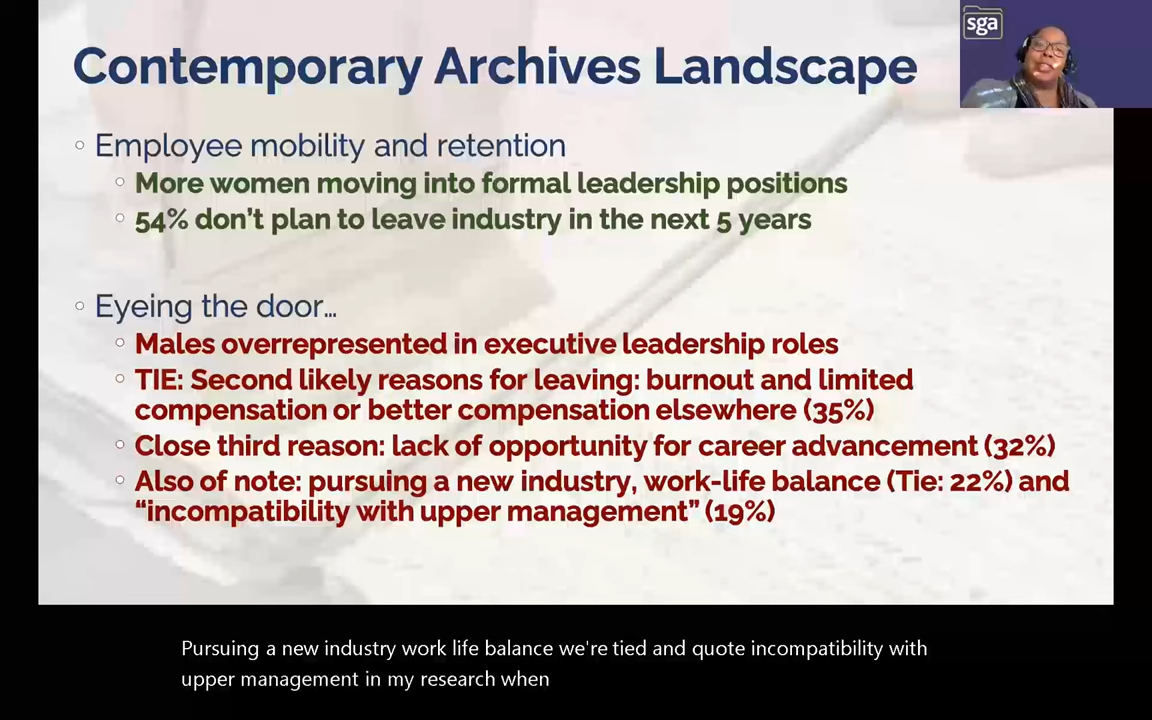 sga
Contemporary Archives Landscape
Employee mobility and retention
More women moving into formal leadership positions
54% don’t plan to leave industry in the next 5 years
Eyeing the door…
Males overrepresented in executive leadership roles
TIE: Second likely reasons for leaving: burnout and limited
compensation or better compensation elsewhere (35%)
Close third reason: lack of opportunity for career advancement (32%)
Also of note: pursuing a new industry, work-life balance (Tie: 22%) and
“incompatibility with upper management” (19%)
Pursuing a new industry work life balance we're tied and quote incompatibility with
upper management in my research when